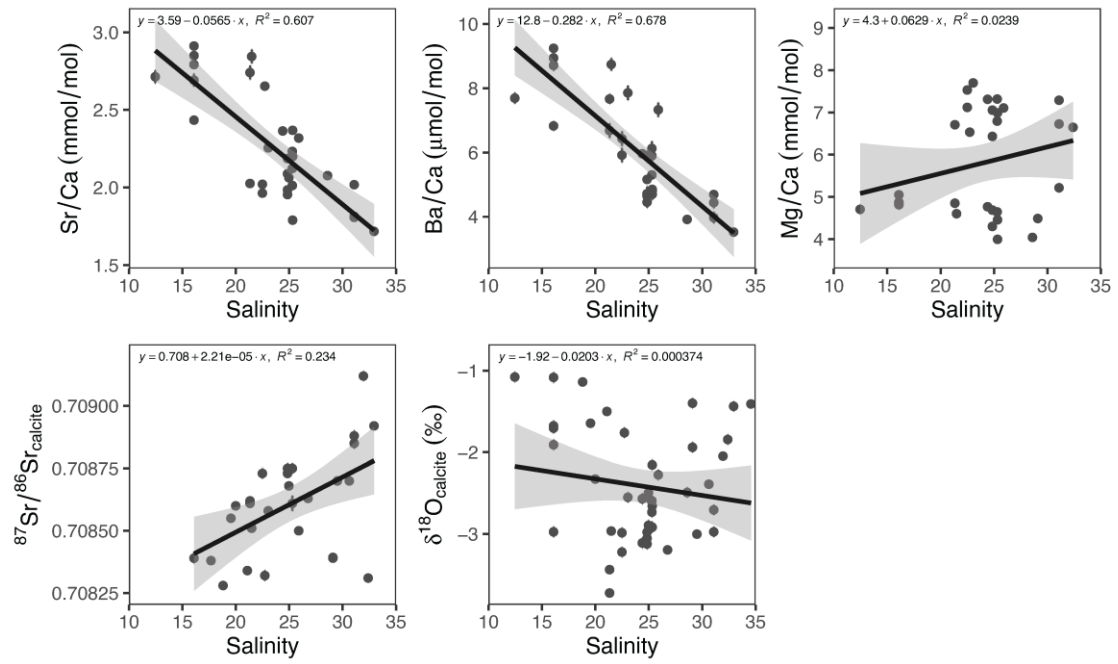 y = 3.59 − 0.0565 · x, R² = 0.607
3.0
2.5
2.0
1.5
Sr/Ca (mmol/mol)
10 15 20 25 30 35
Salinity
y = 12.8 − 0.282 · x, R² = 0.678
10
8
6
4
Ba/Ca (μmol/mol)
10 15 20 25 30 35
Salinity
y = 4.3 + 0.0629 · x, R² = 0.0239
9
8
7
6
5
4
Mg/Ca (mmol/mol)
10 15 20 25 30 35
Salinity
y = 0.708 + 2.21e−05 · x, R² = 0.234
0.70900
0.70875
0.70850
0.70825
⁸⁷Sr/⁸⁶Sr calcite
10 15 20 25 30 35
Salinity
y = −1.92 − 0.0203 · x, R² = 0.000374
−1
−2
−3
δ¹⁸O calcite (‰)
10 15 20 25 30 35
Salinity